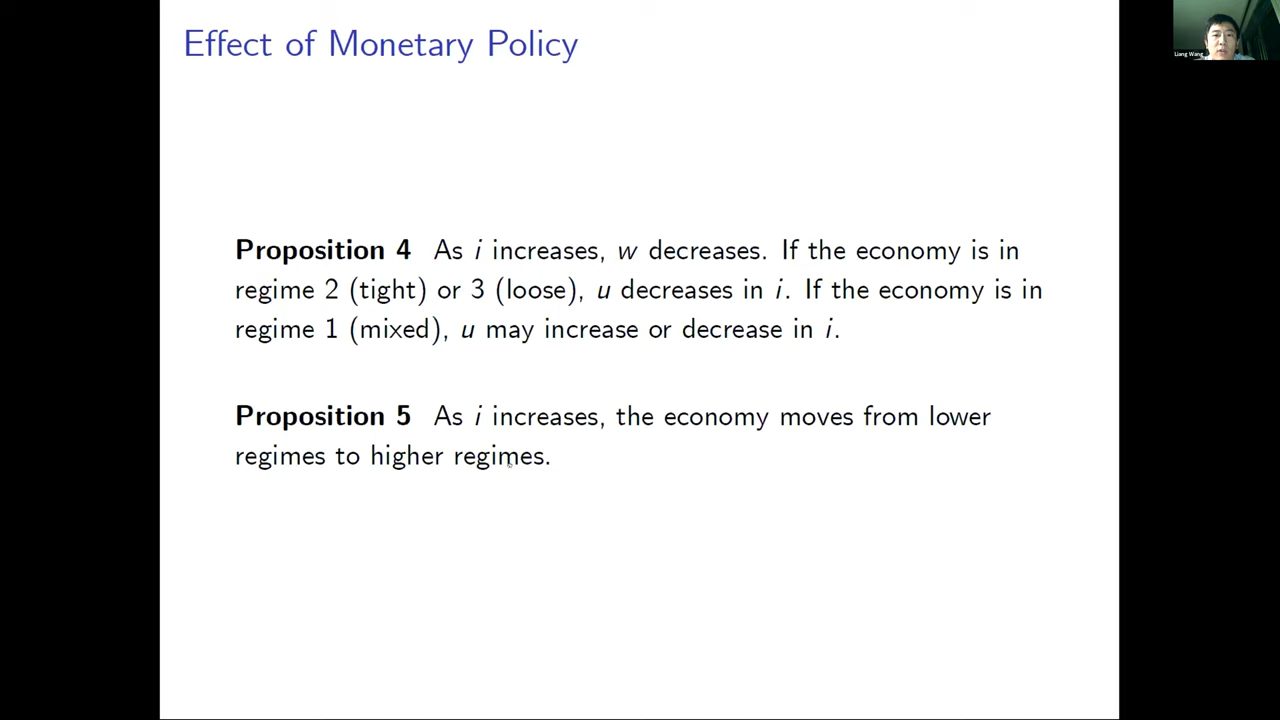 Effect of Monetary Policy
Liang Wang
Proposition 4 As i increases, w decreases. If the economy is in
regime 2 (tight) or 3 (loose), u decreases in i. If the economy is in
regime 1 (mixed), u may increase or decrease in i.
Proposition 5 As i increases, the economy moves from lower
regimes to higher regimes.